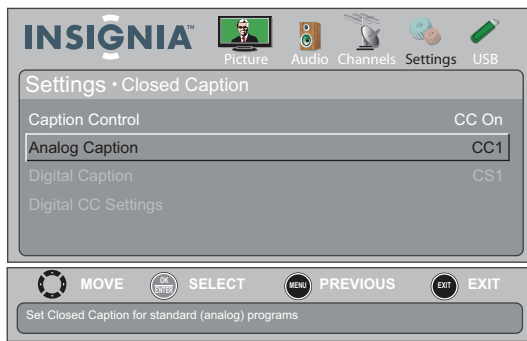 INSIGNIA™
Picture Audio Channels Settings USB
Settings · Closed Caption
Caption Control CC On
Analog Caption CC1
Digital Caption CS1
Digital CC Settings
MOVE OK ENTER SELECT MENU PREVIOUS EXIT EXIT
Set Closed Caption for standard (analog) programs